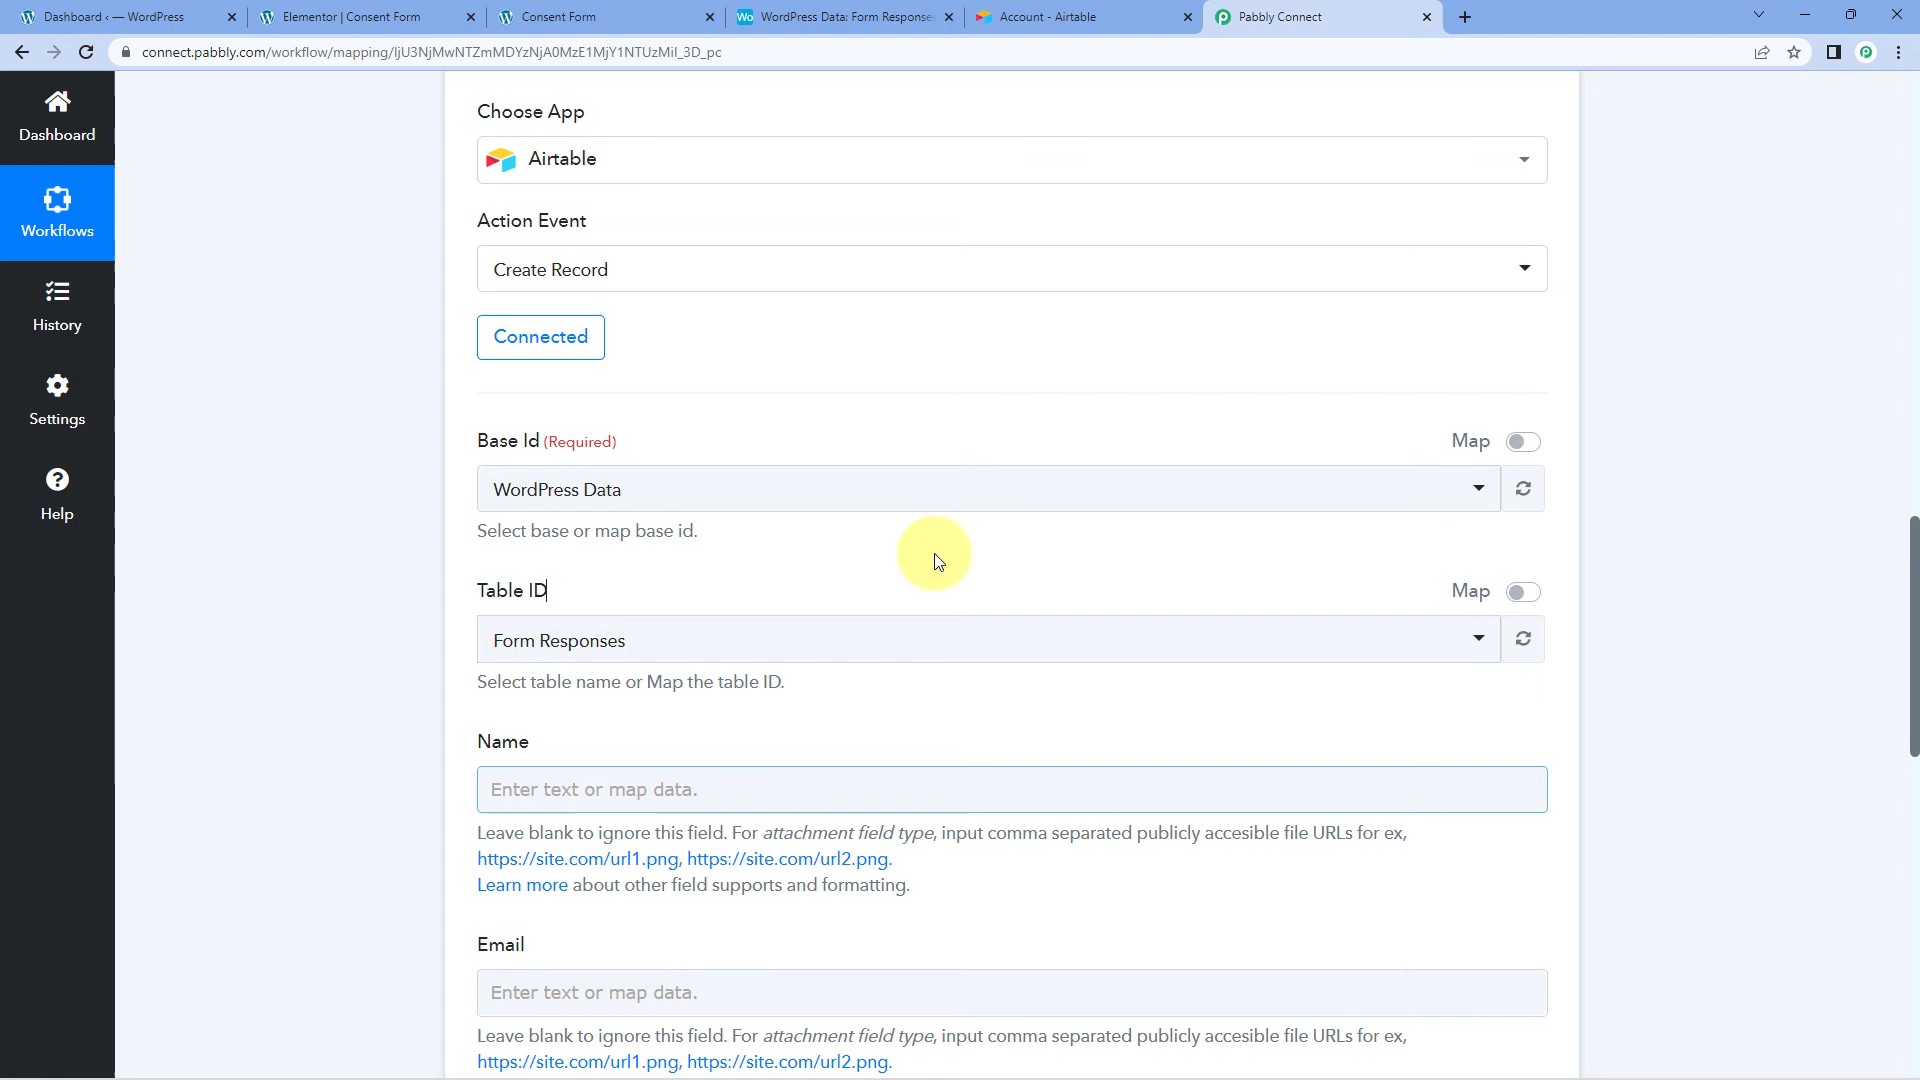 Dashboard ‹ — WordPress
Elementor | Consent Form
Consent Form
Wo WordPress Data: Form Response
Account - Airtable
Pabbly Connect
connect.pabbly.com/workflow/mapping/IjU3NjMwNTZmMDYzNjA0MzE1MjY1NTUzMiI_3D_pc
Dashboard
Workflows
History
Settings
Help
Choose App
Airtable
Action Event
Create Record
Connected
Base Id (Required)
Map
WordPress Data
Select base or map base id.
Table ID
Map
Form Responses
Select table name or Map the table ID.
Name
Enter text or map data.
Leave blank to ignore this field. For attachment field type, input comma separated publicly accesible file URLs for ex,
https://site.com/url1.png, https://site.com/url2.png.
Learn more about other field supports and formatting.
Email
Enter text or map data.
Leave blank to ignore this field. For attachment field type, input comma separated publicly accesible file URLs for ex,
https://site.com/url1.png, https://site.com/url2.png.